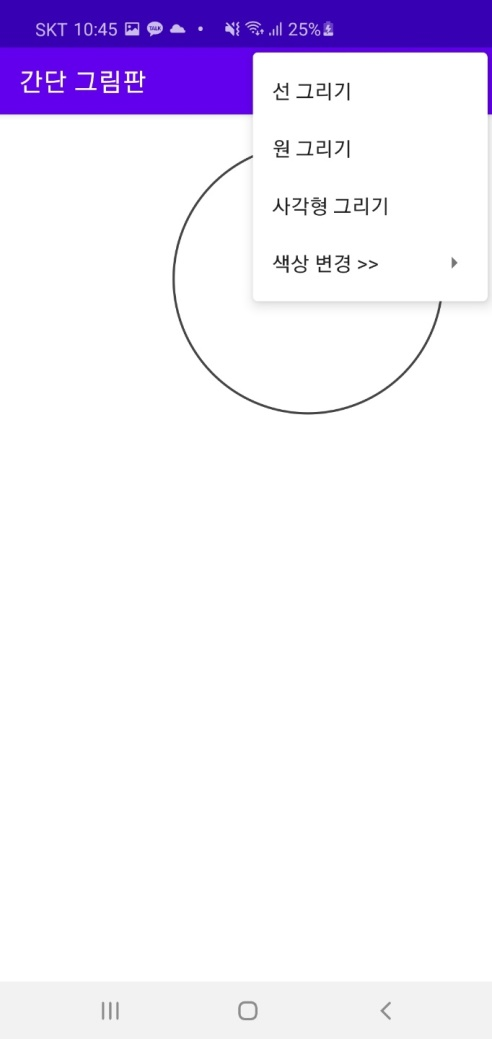 SKT 10:45 TALK 25%
간단 그림판
선 그리기
원 그리기
사각형 그리기
색상 변경 >>